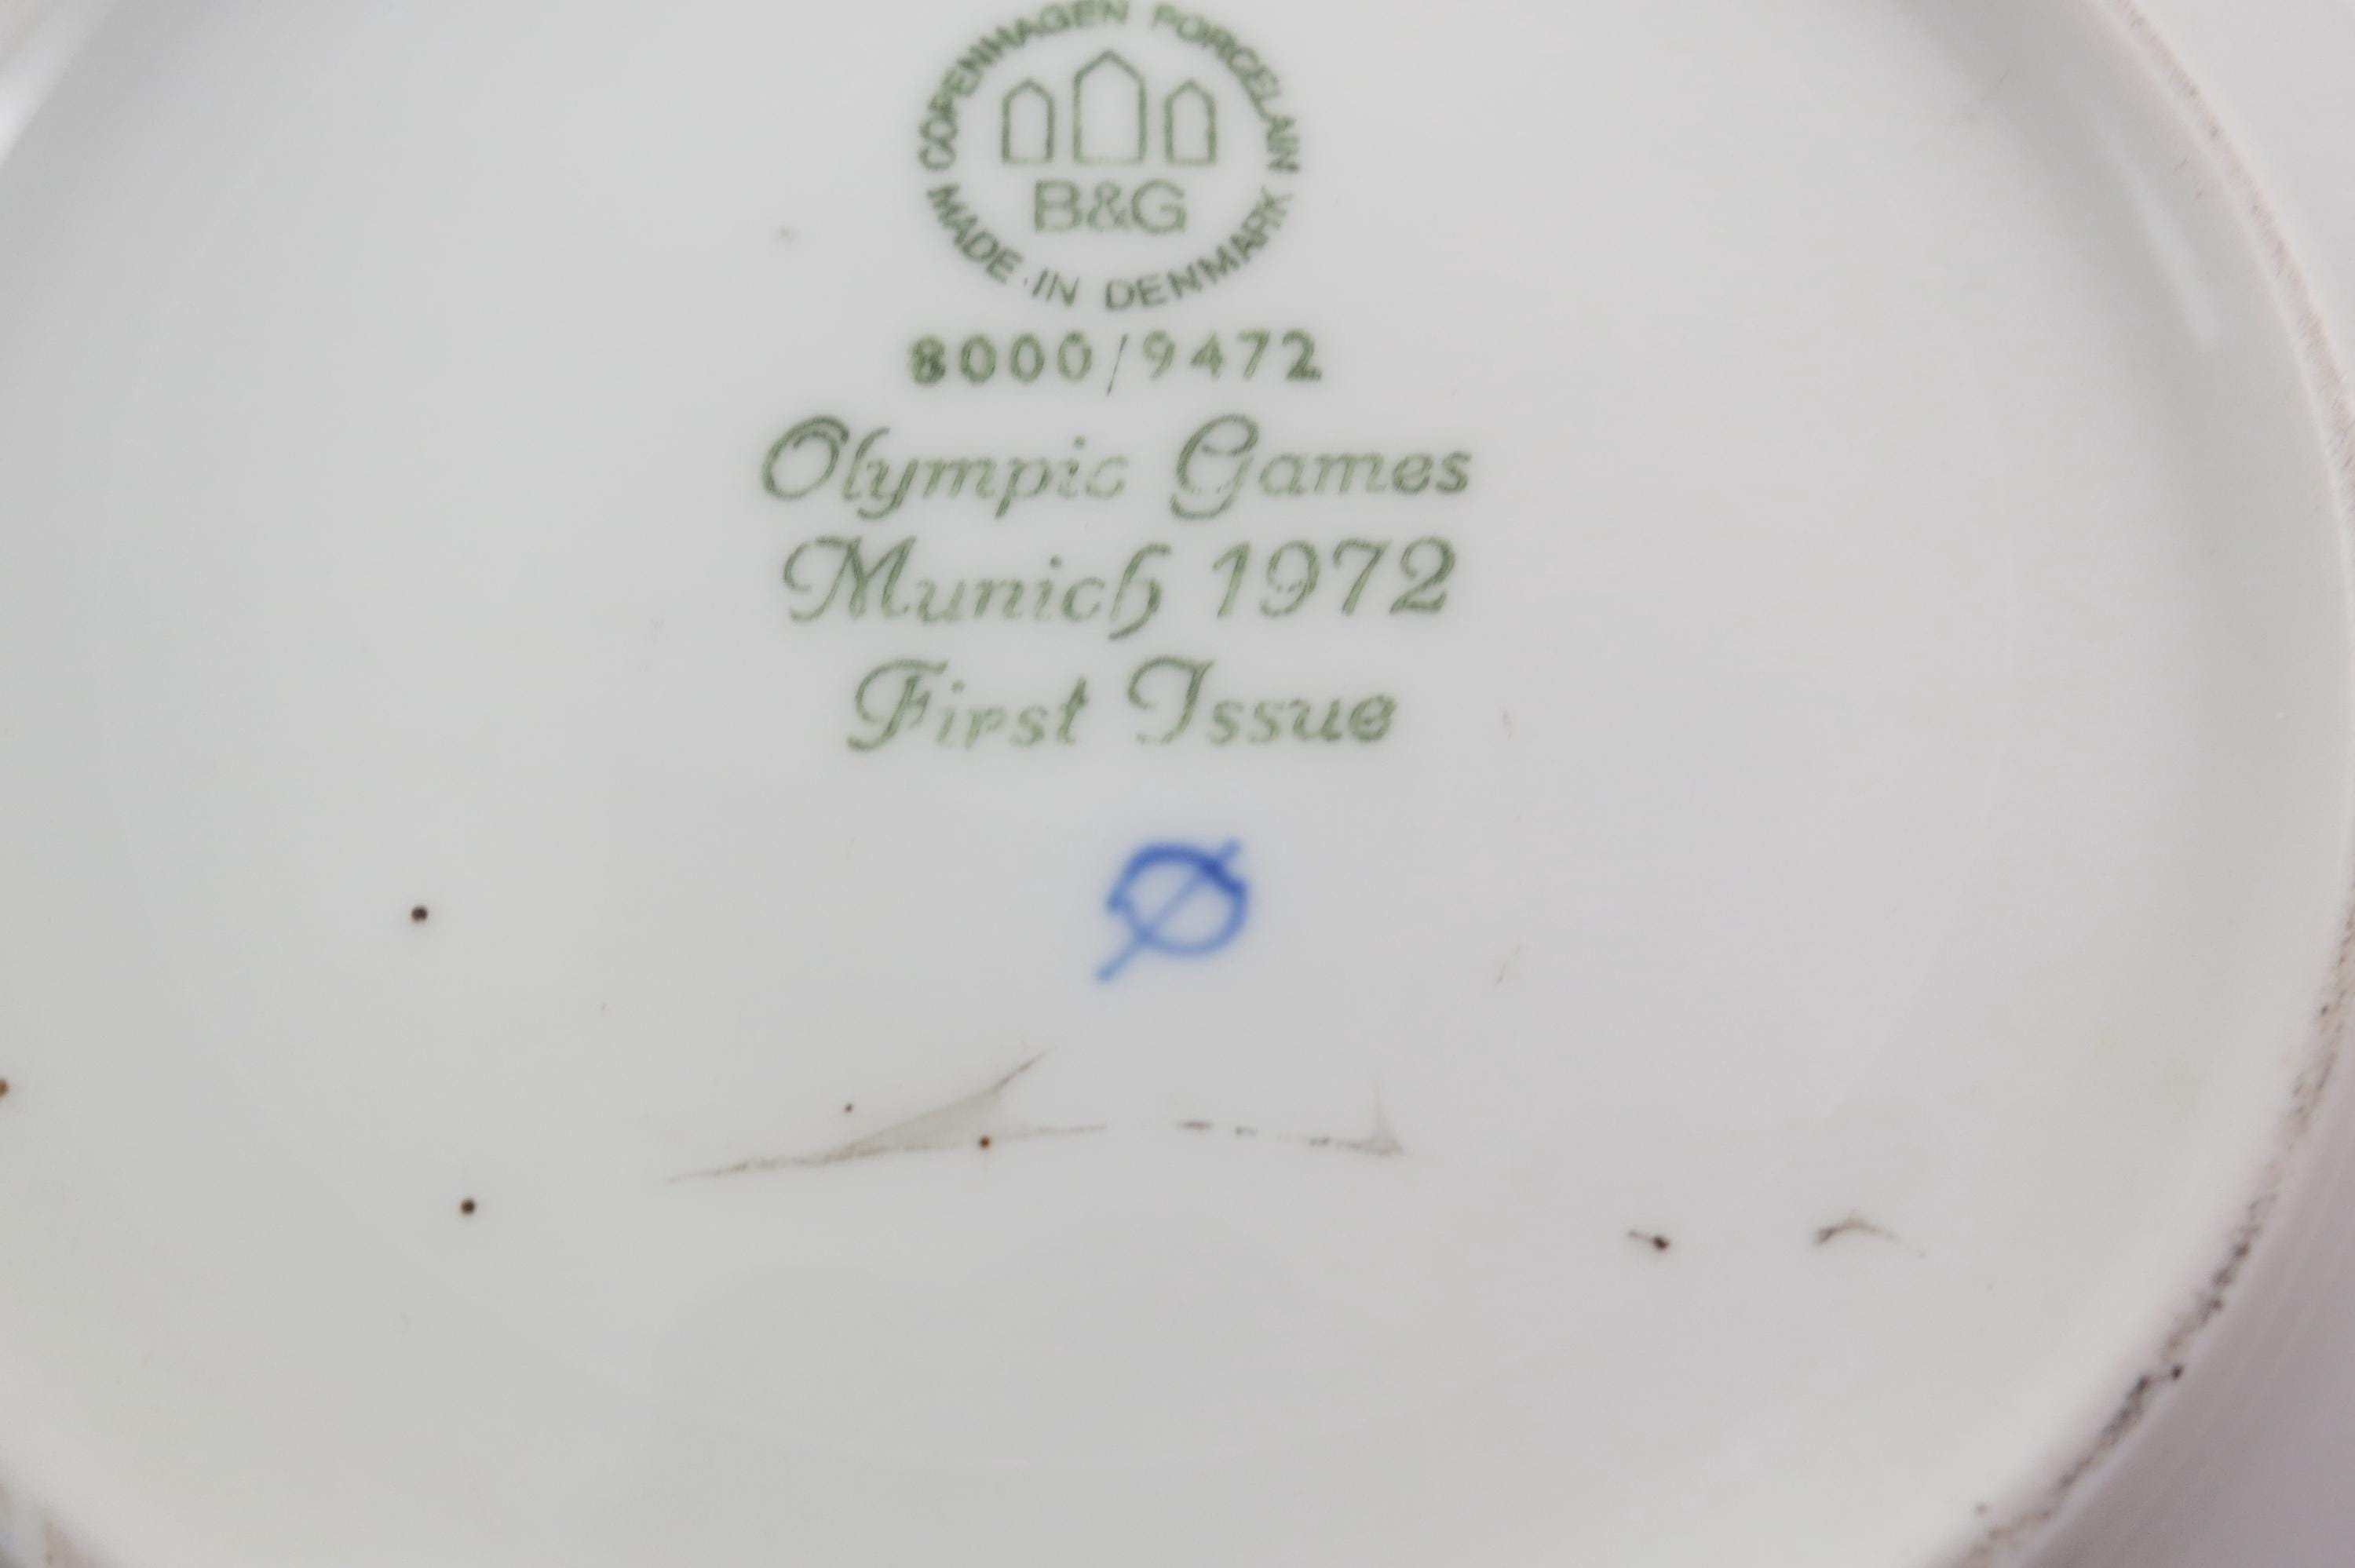 COPENHAGEN PORCELAIN
B&G
MADE IN DENMARK
8000/9472
Olympic Games
Munich 1972
First Issue
Ø